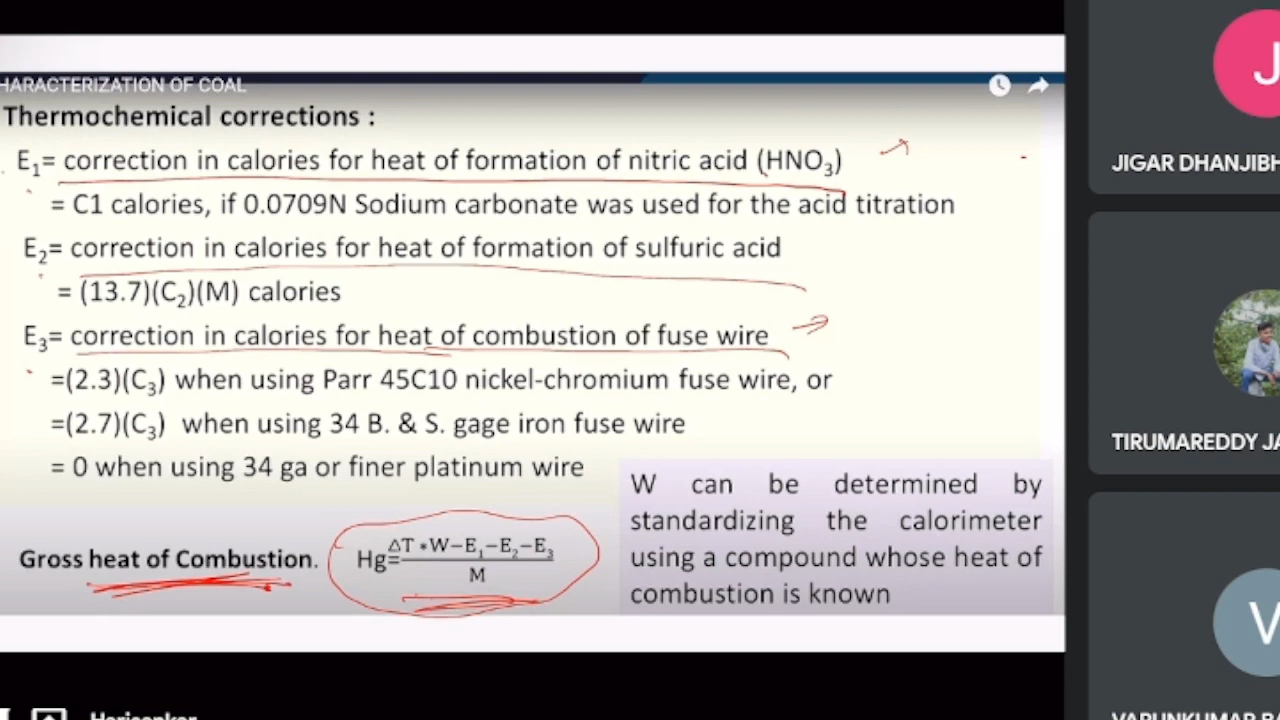 HARACTERIZATION OF COAL
Thermochemical corrections :
E₁= correction in calories for heat of formation of nitric acid (HNO₃)
= C1 calories, if 0.0709N Sodium carbonate was used for the acid titration
E₂= correction in calories for heat of formation of sulfuric acid
= (13.7)(C₂)(M) calories
E₃= correction in calories for heat of combustion of fuse wire
=(2.3)(C₃) when using Parr 45C10 nickel-chromium fuse wire, or
=(2.7)(C₃) when using 34 B. & S. gage iron fuse wire
= 0 when using 34 ga or finer platinum wire
Gross heat of Combustion.
Hg=
ΔT*W−E₁−E₂−E₃
M
W can be determined by
standardizing the calorimeter
using a compound whose heat of
combustion is known
J
JIGAR DHANJIBH
TIRUMAREDDY JA
V